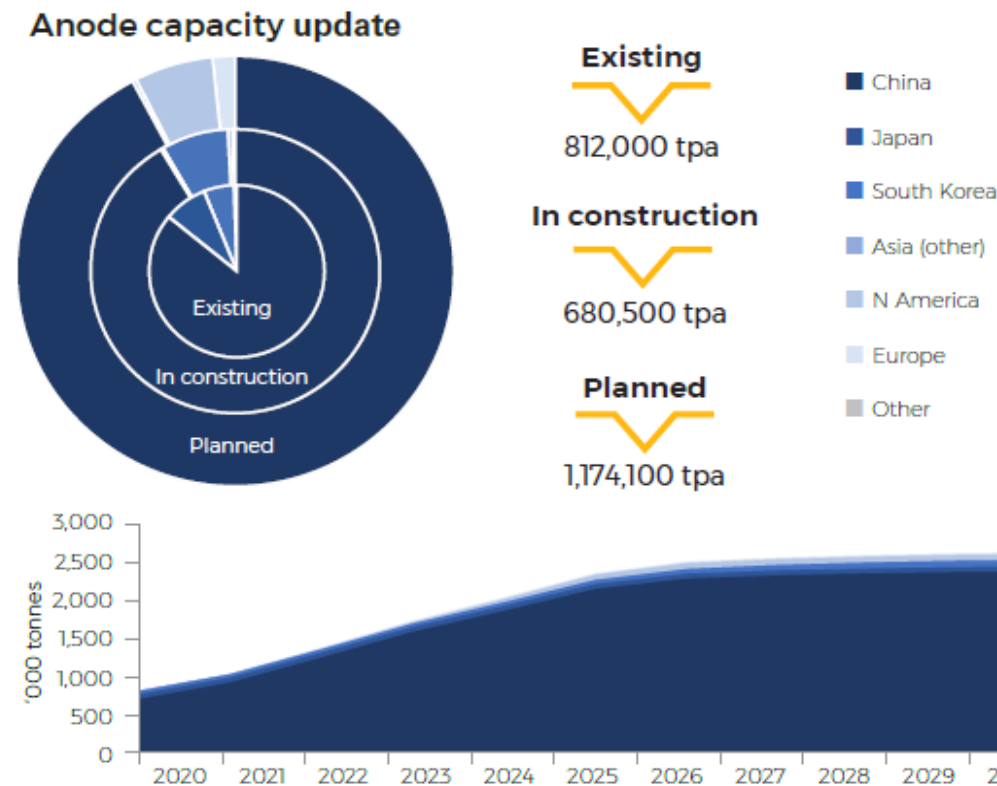 Anode capacity update
Existing
812,000 tpa
In construction
680,500 tpa
Planned
1,174,100 tpa
China
Japan
South Korea
Asia (other)
N America
Europe
Other
Existing
In construction
Planned
'000 tonnes
3,000
2,500
2,000
1,500
1,000
500
0
2020 2021 2022 2023 2024 2025 2026 2027 2028 2029 2